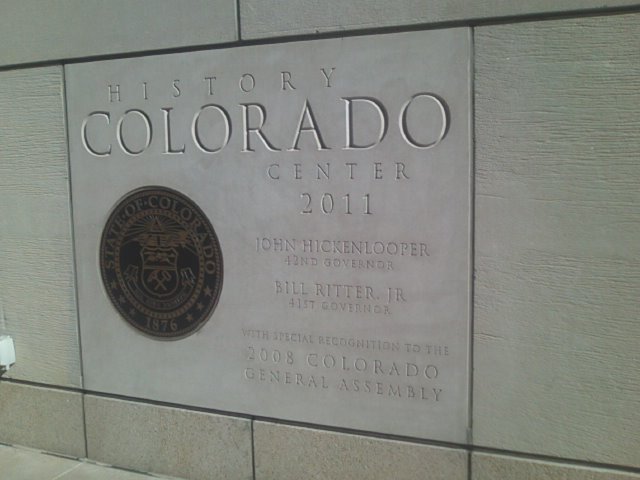 HISTORY
COLORADO
CENTER
2011
JOHN HICKENLOOPER
42ND GOVERNOR
BILL RITTER, JR
41ST GOVERNOR
WITH SPECIAL RECOGNITION TO THE
2008 COLORADO
GENERAL ASSEMBLY
STATE OF COLORADO
1876